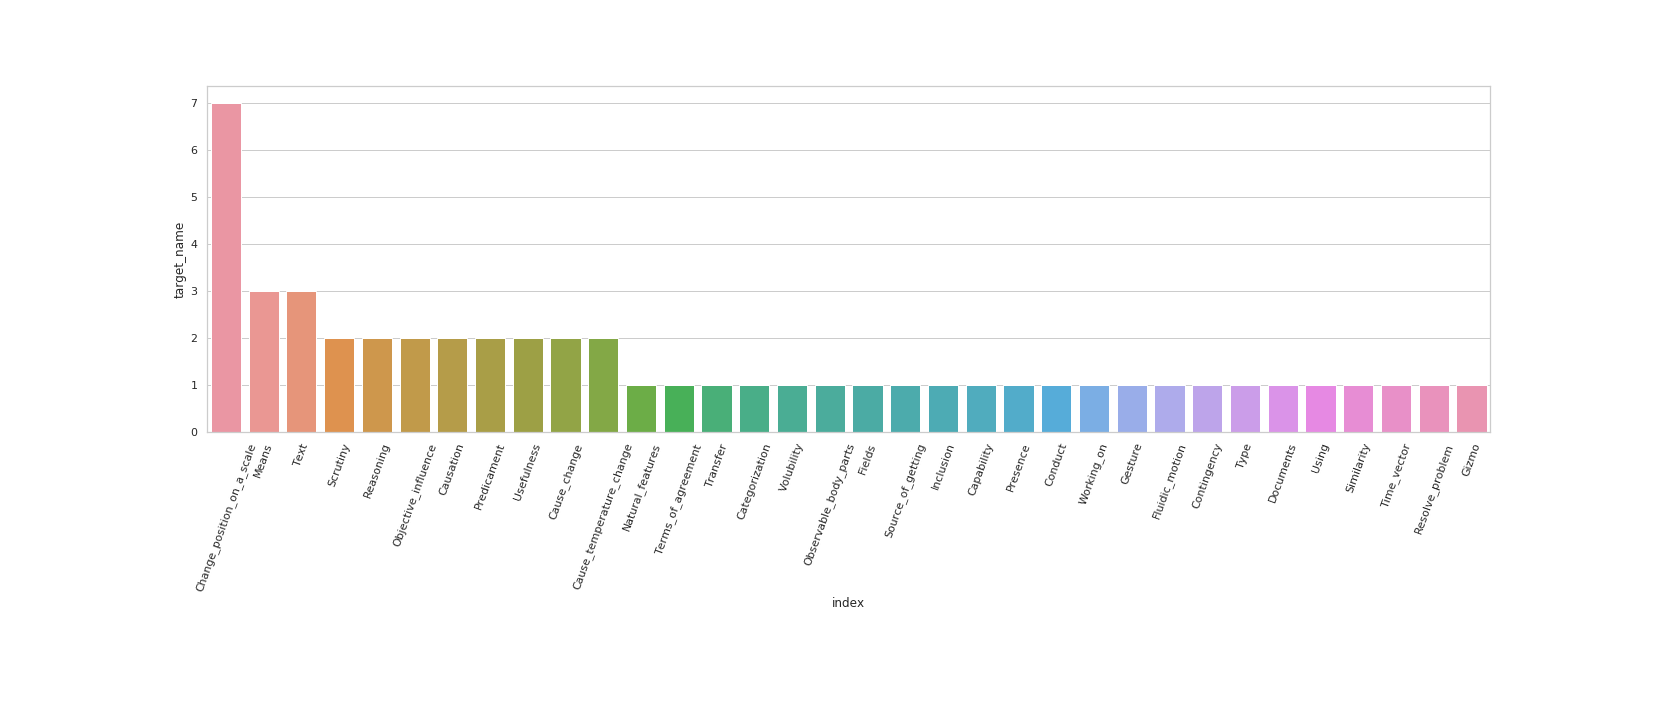 target_name
7
6
5
4
3
2
1
0
Change_position_on_a_scale
Means
Text
Scrutiny
Reasoning
Objective_influence
Causation
Predicament
Usefulness
Cause_change
Cause_temperature_change
Natural_features
Terms_of_agreement
Transfer
Categorization
Volubility
Observable_body_parts
Fields
Source_of_getting
Inclusion
Capability
Presence
Conduct
Working_on
Gesture
Fluidic_motion
Contingency
Type
Documents
Using
Similarity
Time_vector
Resolve_problem
Gizmo
index